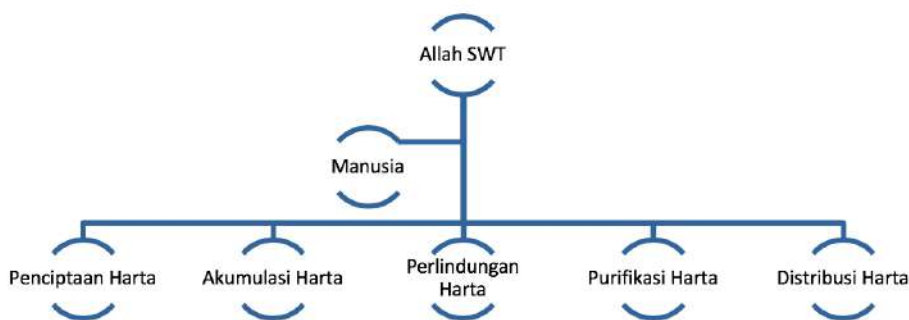 Allah SWT
Manusia
Penciptaan Harta
Akumulasi Harta
Perlindungan
Harta
Purifikasi Harta
Distribusi Harta